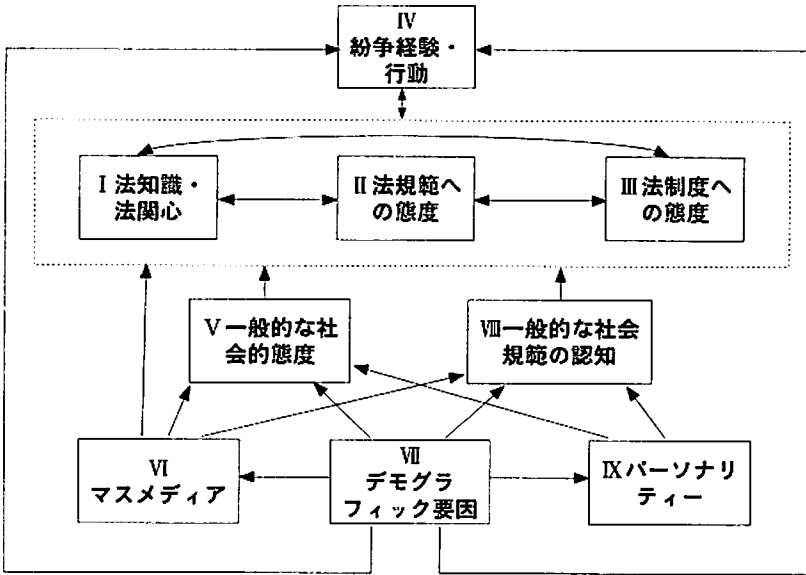 Ⅳ
紛争経験・
行動
Ⅰ法知識・
法関心
Ⅱ法規範へ
の態度
Ⅲ法制度へ
の態度
Ⅴ一般的な社
会的態度
Ⅷ一般的な社会
規範の認知
Ⅵ
マスメディア
Ⅶ
デモグラ
フィック要因
Ⅸパーソナリ
ティー